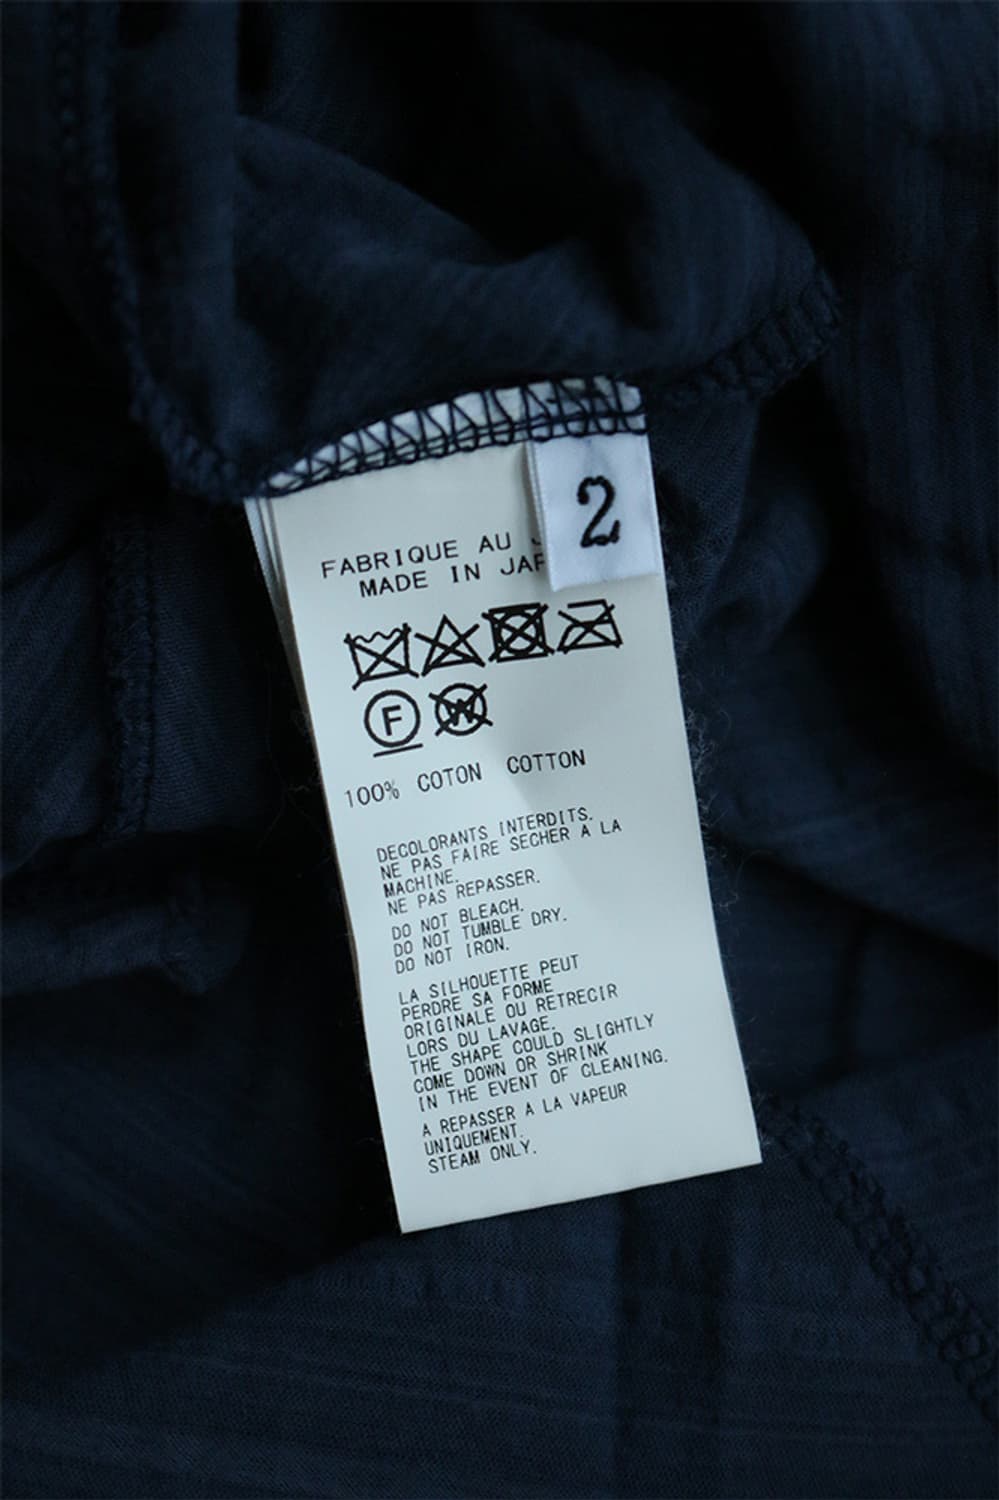 2
FABRIQUE AU
MADE IN
F
W
100% COTON COTTON
DECOLORANTS INTERDITS.
NE PAS FAIRE SECHER A LA
MACHINE.
NE PAS REPASSER.
DO NOT BLEACH.
DO NOT TUMBLE DRY.
DO NOT IRON.
LA SILHOUETTE PEUT
PERDRE SA FORME
ORIGINALE OU RETRECIR
LORS DU LAVAGE.
THE SHAPE COULD SLIGHTLY
COME DOWN OR SHRINK
IN THE EVENT OF CLEANING.
A REPASSER A LA VAPEUR
UNIQUEMENT.
STEAM ONLY.